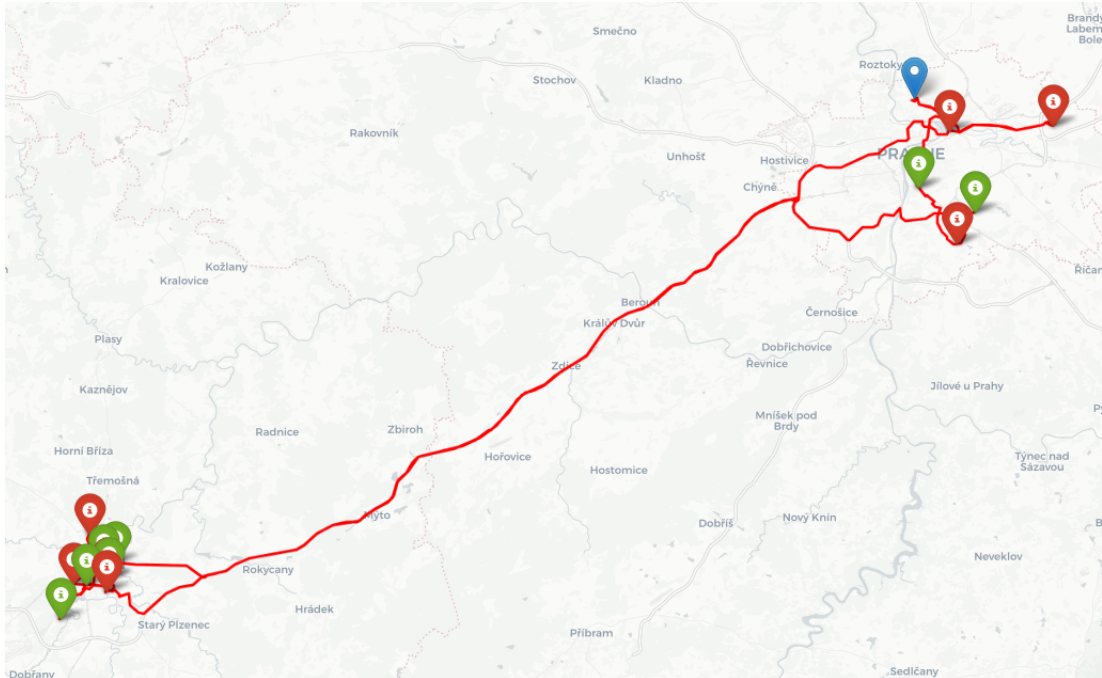 Smečno
Brandý
Labem
Bole
Roztoky
Stochov
Kladno
Rakovník
Unhošť
Hostivice
PRA
E
Chýně
Říčan
Kožlany
Kralovice
Beroun
Králův Dvůr
Černošice
Plasy
Dobřichovice
Řevnice
Zdice
Kaznějov
Jílové u Prahy
Mníšek pod
Brdy
Radnice
Zbiroh
Hořovice
Horní Bříza
Týnec nad
Sázavou
Hostomice
Třemošná
Mýto
Dobříš
Nový Knín
Neveklov
Rokycany
Hrádek
Starý Plzenec
Příbram
Dobřany
Sedlčany